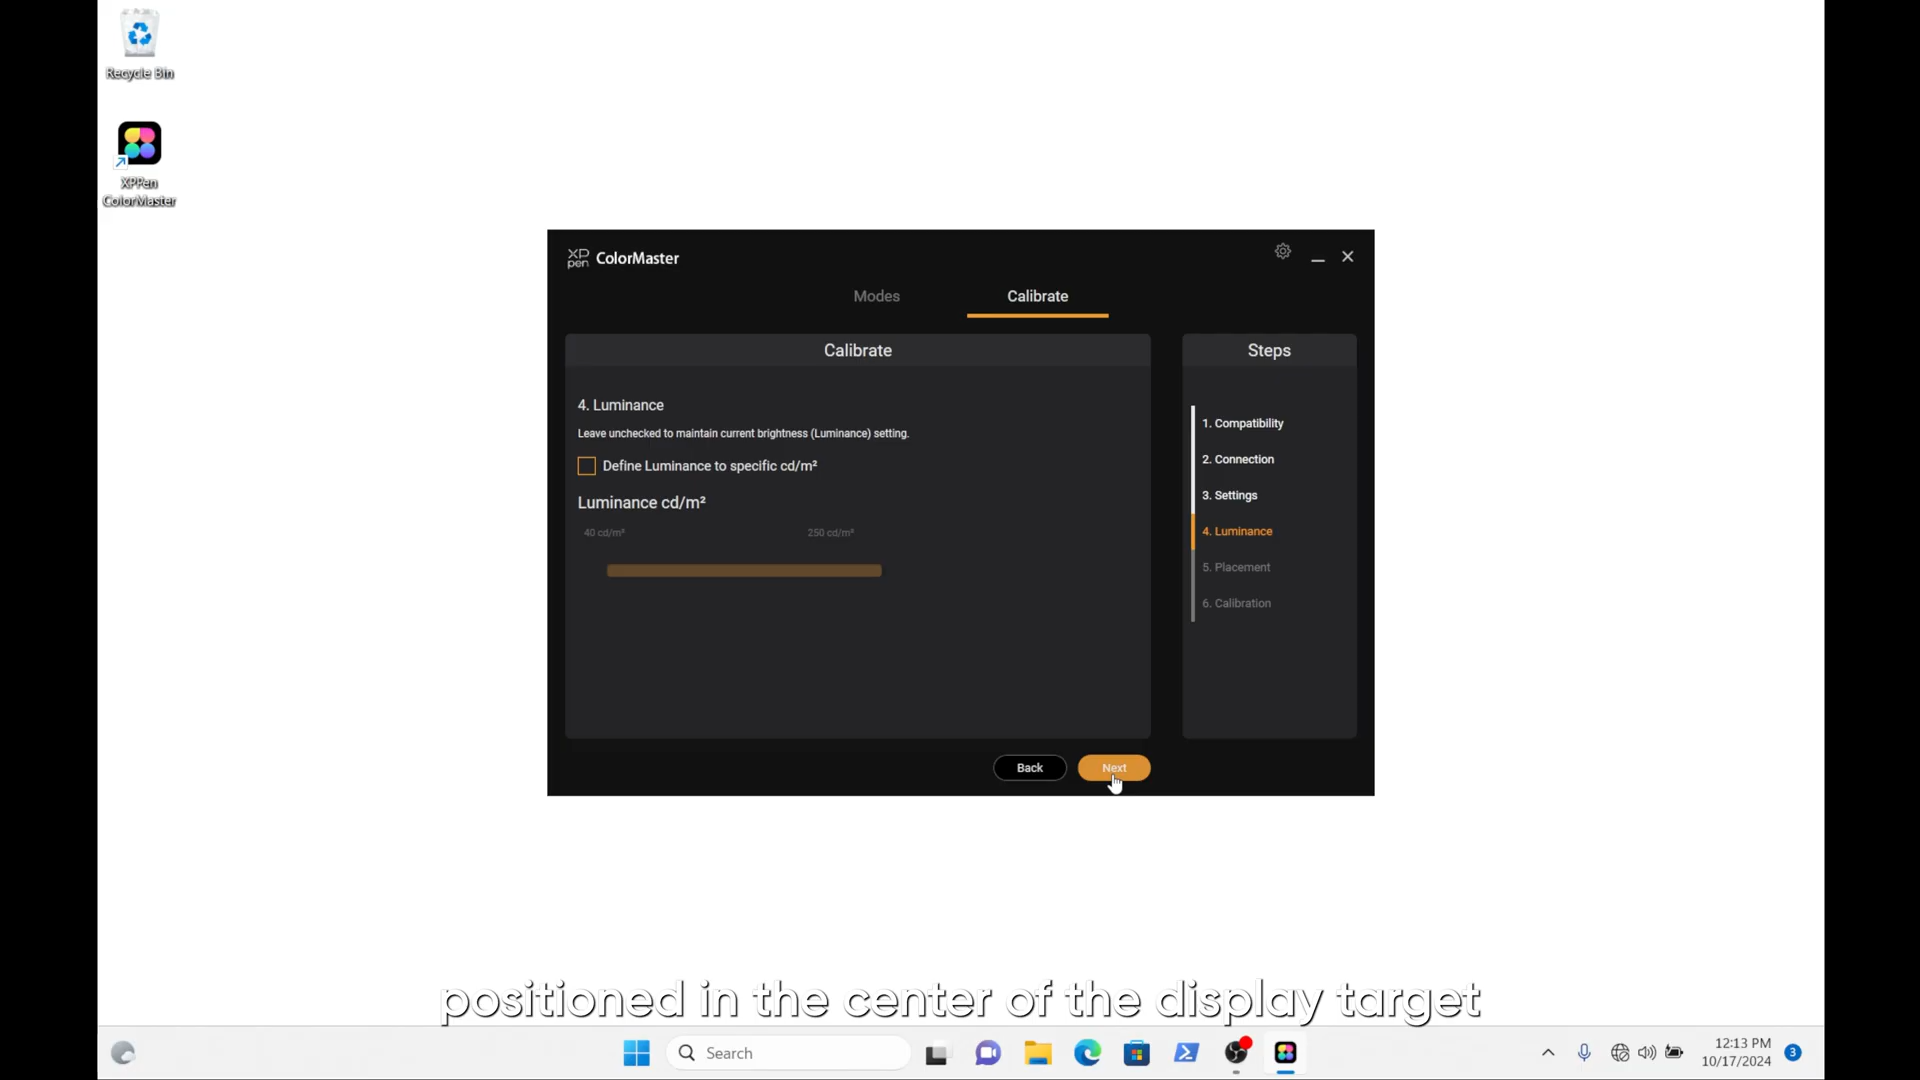 Recycle Bin
XPPen
ColorMaster
XP
pen
ColorMaster
Modes
Calibrate
Calibrate
4. Luminance
Leave unchecked to maintain current brightness (Luminance) setting.
Define Luminance to specific cd/m²
Luminance cd/m²
40 cd/m²
250 cd/m²
Steps
1. Compatibility
2. Connection
3. Settings
4. Luminance
5. Placement
6. Calibration
Back
Next
positioned in the center of the display target
Search
12:13 PM
10/17/2024
3